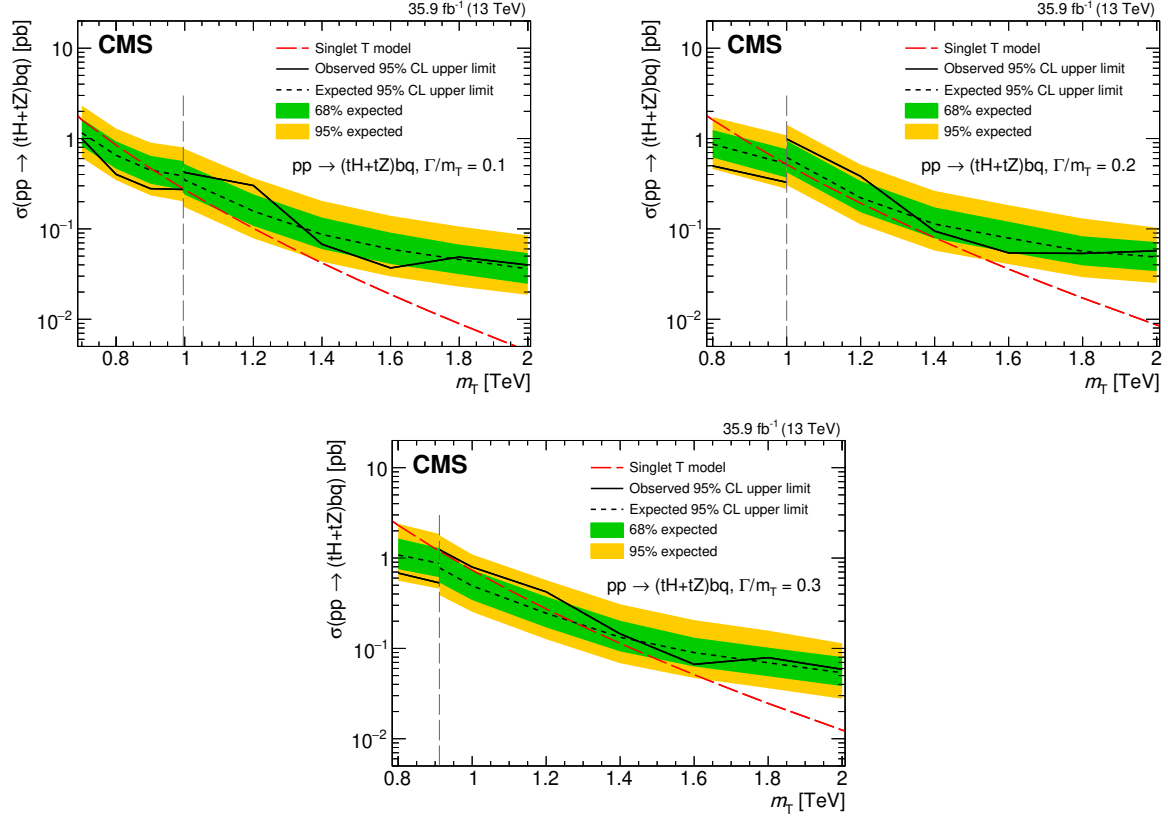 35.9 fb⁻¹ (13 TeV)
σ(pp → (tH+tZ)bq) [pb]
CMS
Singlet T model
Observed 95% CL upper limit
Expected 95% CL upper limit
68% expected
95% expected
pp → (tH+tZ)bq, Γ/m_T = 0.1
10
1
10⁻¹
10⁻²
0.8 1 1.2 1.4 1.6 1.8 2
m_T [TeV]
35.9 fb⁻¹ (13 TeV)
σ(pp → (tH+tZ)bq) [pb]
CMS
Singlet T model
Observed 95% CL upper limit
Expected 95% CL upper limit
68% expected
95% expected
pp → (tH+tZ)bq, Γ/m_T = 0.2
10
1
10⁻¹
10⁻²
0.8 1 1.2 1.4 1.6 1.8 2
m_T [TeV]
35.9 fb⁻¹ (13 TeV)
σ(pp → (tH+tZ)bq) [pb]
CMS
Singlet T model
Observed 95% CL upper limit
Expected 95% CL upper limit
68% expected
95% expected
pp → (tH+tZ)bq, Γ/m_T = 0.3
10
1
10⁻¹
10⁻²
0.8 1 1.2 1.4 1.6 1.8 2
m_T [TeV]